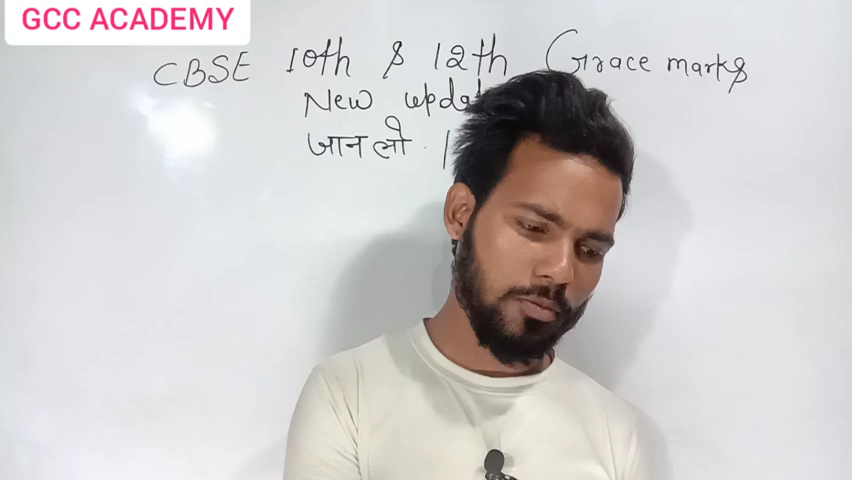 GCC ACADEMY
CBSE 10th & 12th Grace marks
New
जान लो